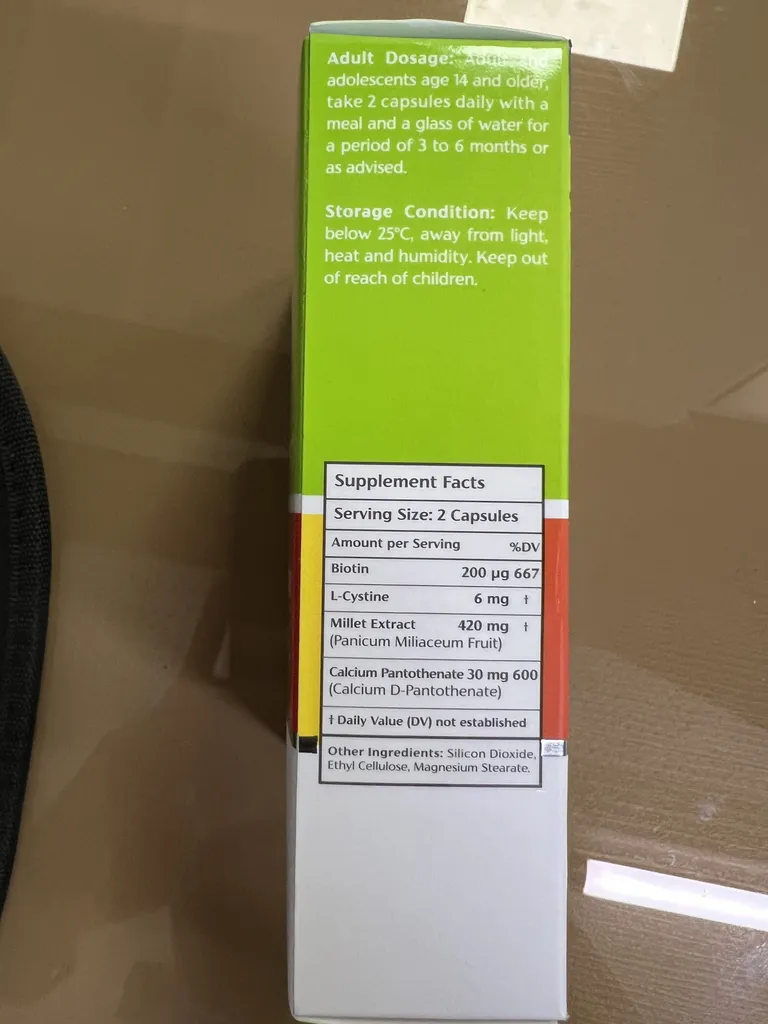 Adult Dosage: Adult and
adolescents age 14 and older,
take 2 capsules daily with a
meal and a glass of water for
a period of 3 to 6 months or
as advised.
Storage Condition: Keep
below 25°C, away from light,
heat and humidity. Keep out
of reach of children.
Supplement Facts
Serving Size: 2 Capsules
Amount per Serving %DV
Biotin 200 µg 667
L-Cystine 6 mg †
Millet Extract 420 mg †
(Panicum Miliaceum Fruit)
Calcium Pantothenate 30 mg 600
(Calcium D-Pantothenate)
† Daily Value (DV) not established
Other Ingredients: Silicon Dioxide,
Ethyl Cellulose, Magnesium Stearate.